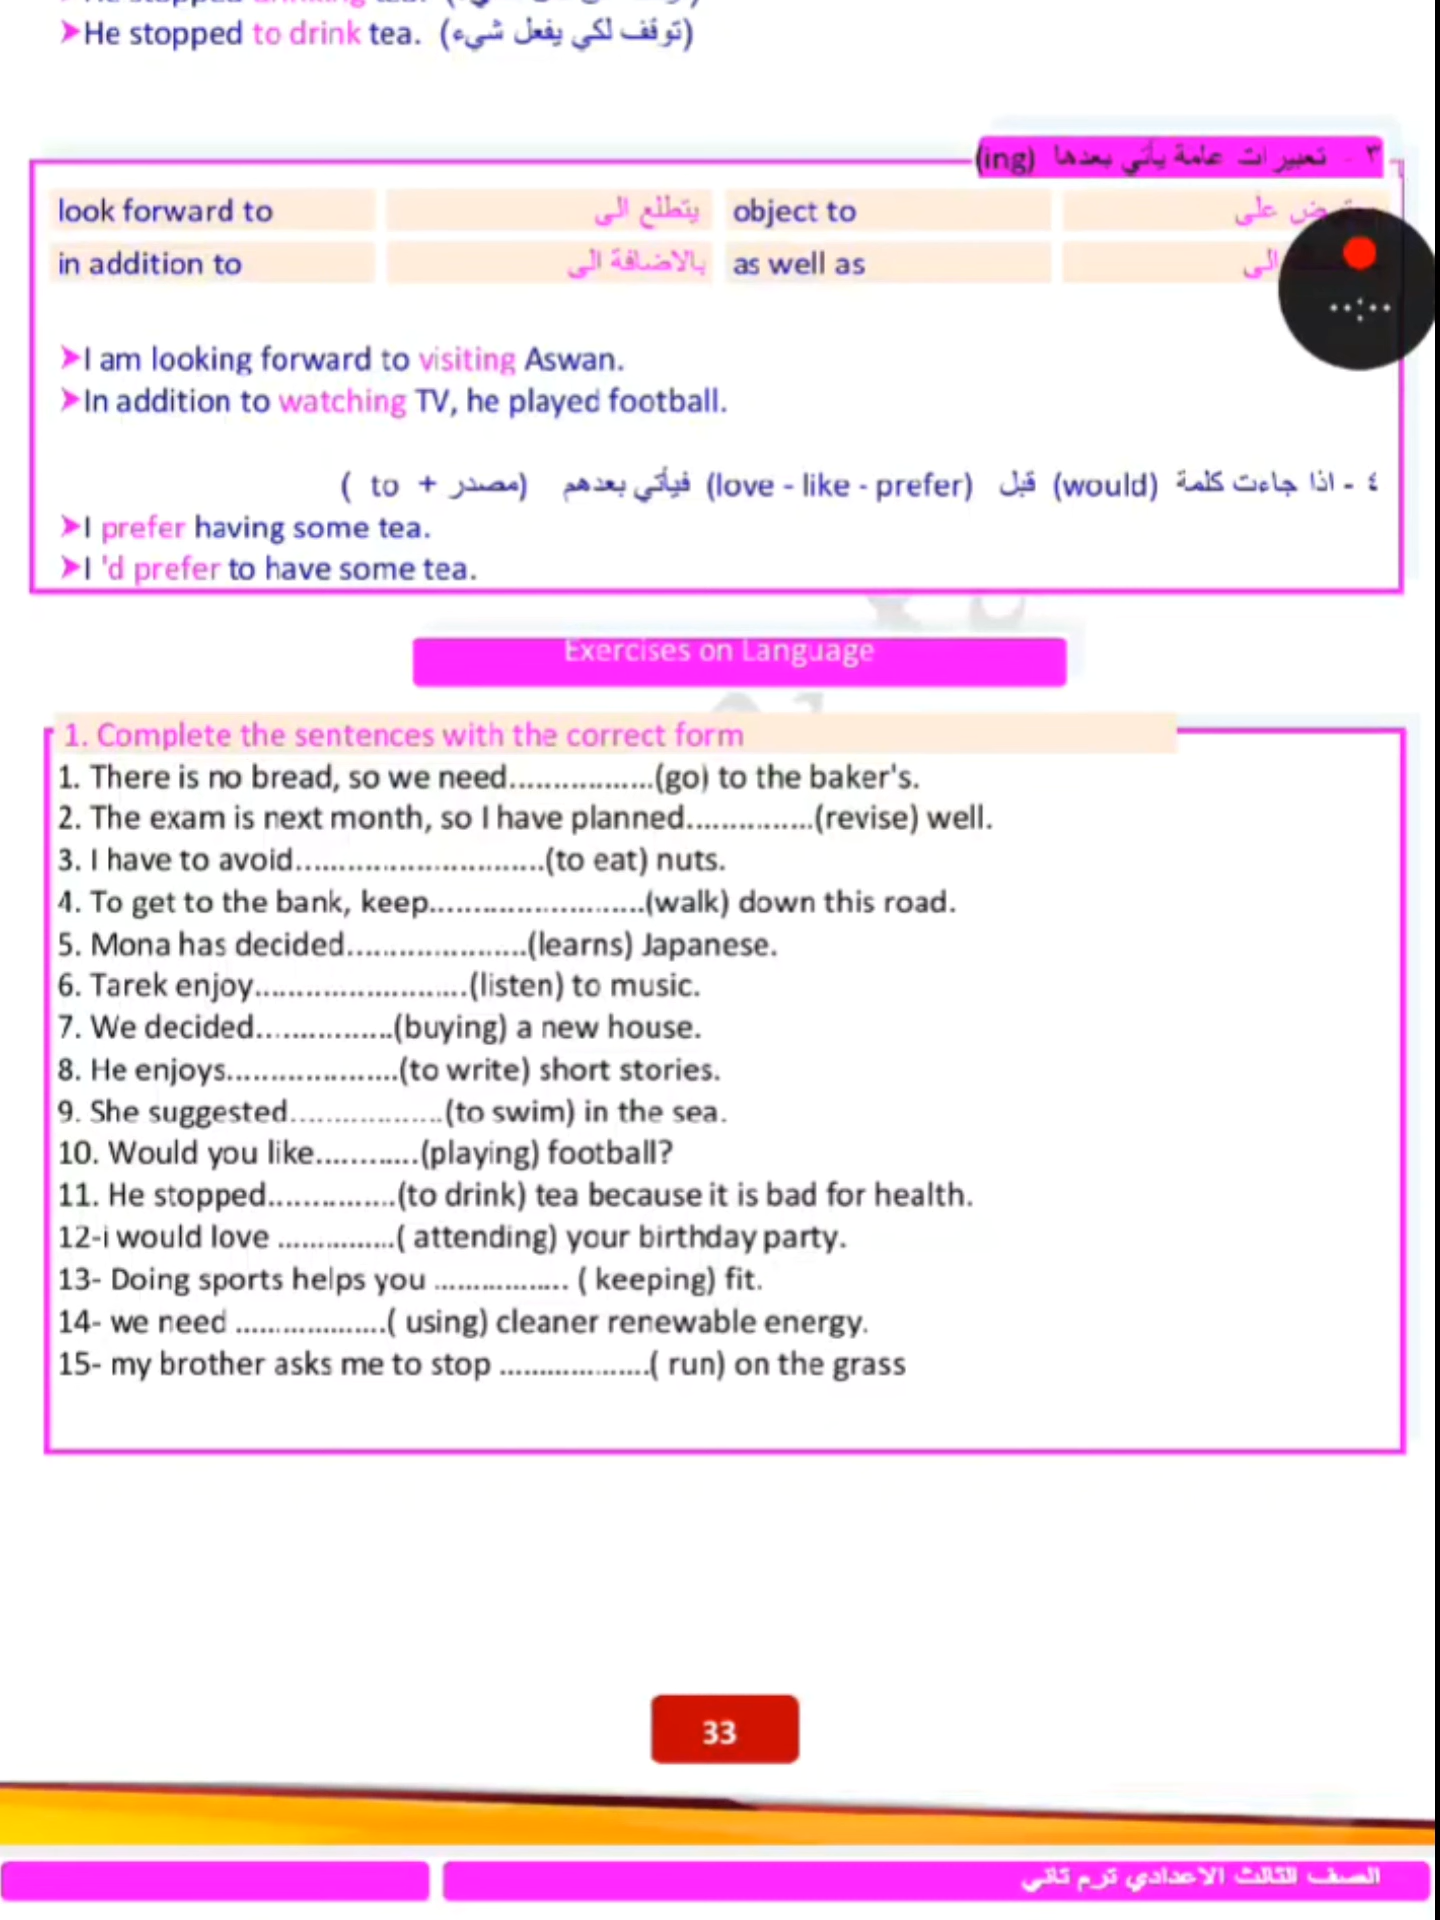 ➤He stopped to drink tea. (توقف لكي يفعل شيء)
٣ - تعبيرات عامة يأتي بعدها (ing)
look forward to يتطلع الى object to على
in addition to بالاضافة الى as well as الى
➤I am looking forward to visiting Aswan.
➤In addition to watching TV, he played football.
٤ - اذا جاءت كلمة (would) قبل (love - like - prefer) فيأتي بعدهم (مصدر + to )
➤I prefer having some tea.
➤I 'd prefer to have some tea.
Exercises on Language
1. Complete the sentences with the correct form
1. There is no bread, so we need.................(go) to the baker's.
2. The exam is next month, so I have planned...............(revise) well.
3. I have to avoid.............................(to eat) nuts.
4. To get to the bank, keep.........................(walk) down this road.
5. Mona has decided.....................(learns) Japanese.
6. Tarek enjoy.........................(listen) to music.
7. We decided................(buying) a new house.
8. He enjoys....................(to write) short stories.
9. She suggested..................(to swim) in the sea.
10. Would you like............(playing) football?
11. He stopped...............(to drink) tea because it is bad for health.
12-i would love ...............( attending) your birthday party.
13- Doing sports helps you ................. ( keeping) fit.
14- we need ...................( using) cleaner renewable energy.
15- my brother asks me to stop ...................( run) on the grass
33
الصف الثالث الاعدادي ترم ثاني